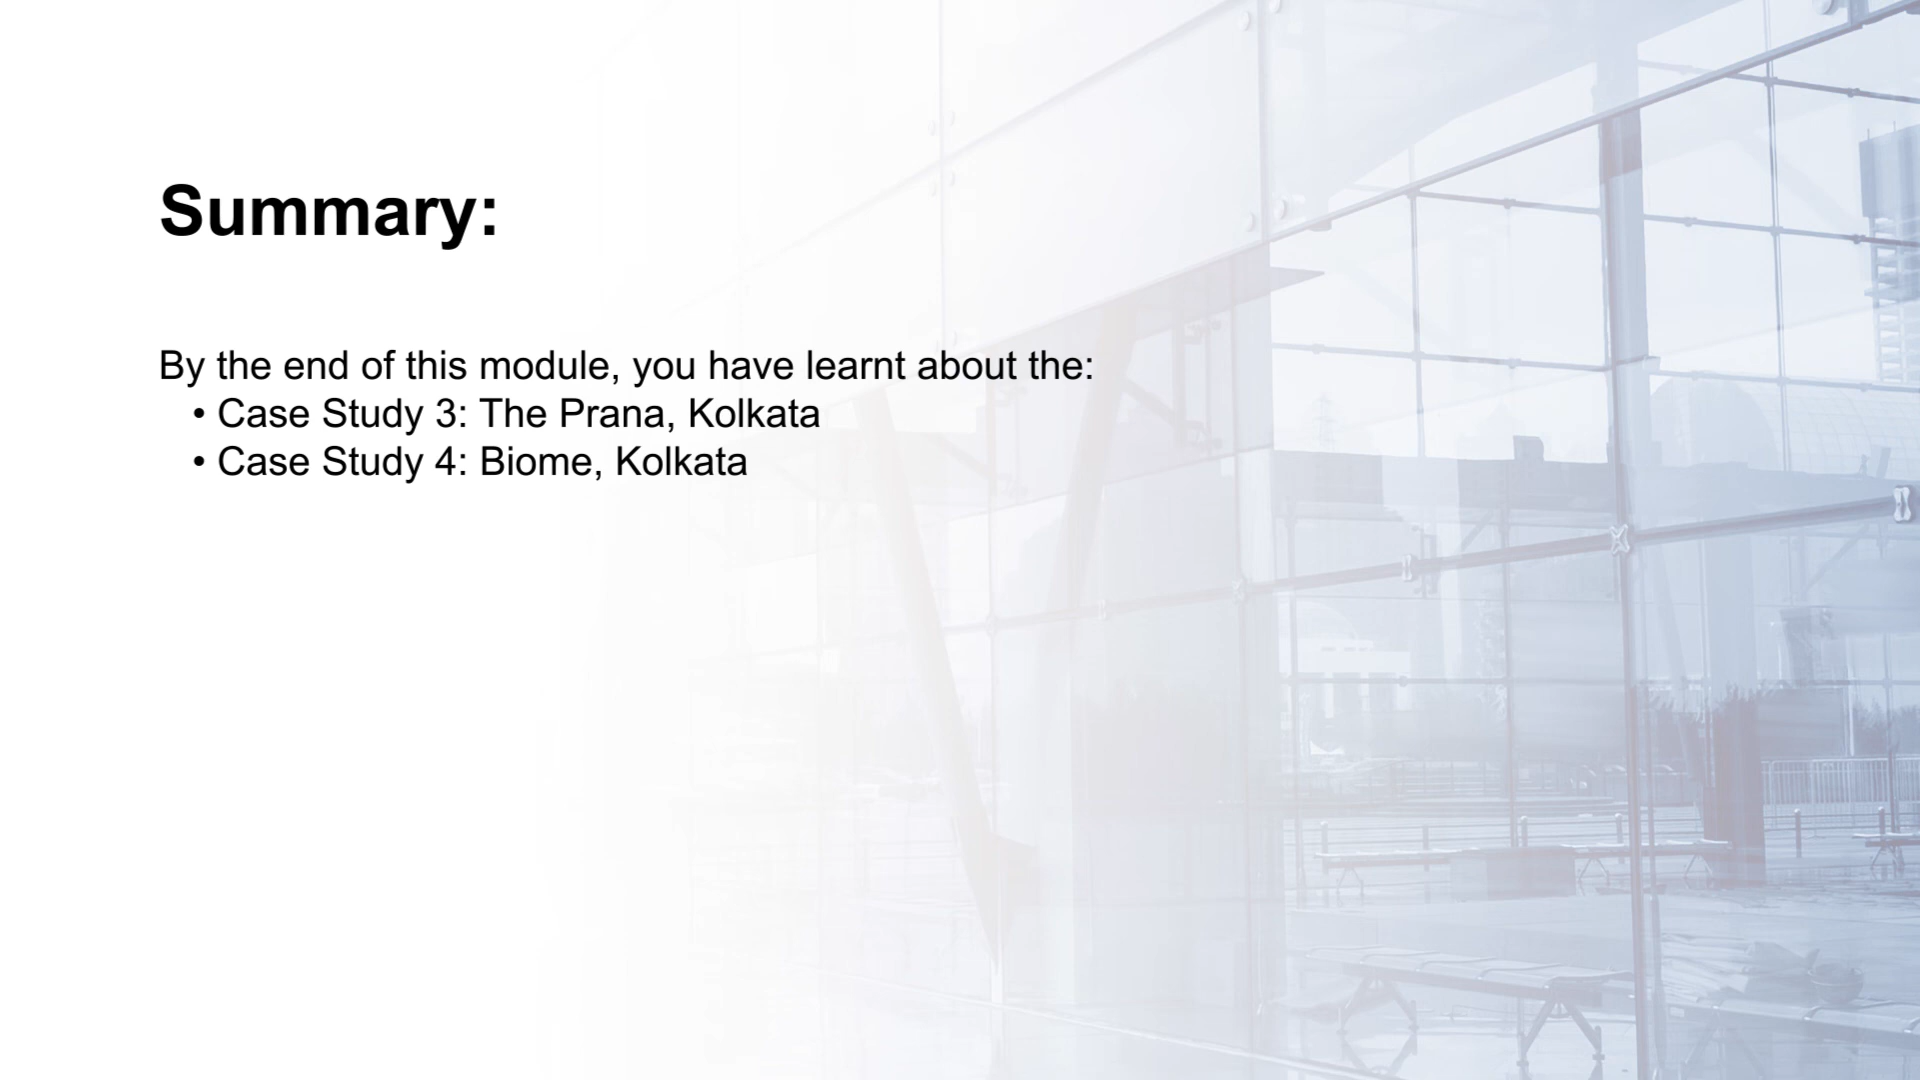 Summary:
By the end of this module, you have learnt about the:
• Case Study 3: The Prana, Kolkata
• Case Study 4: Biome, Kolkata